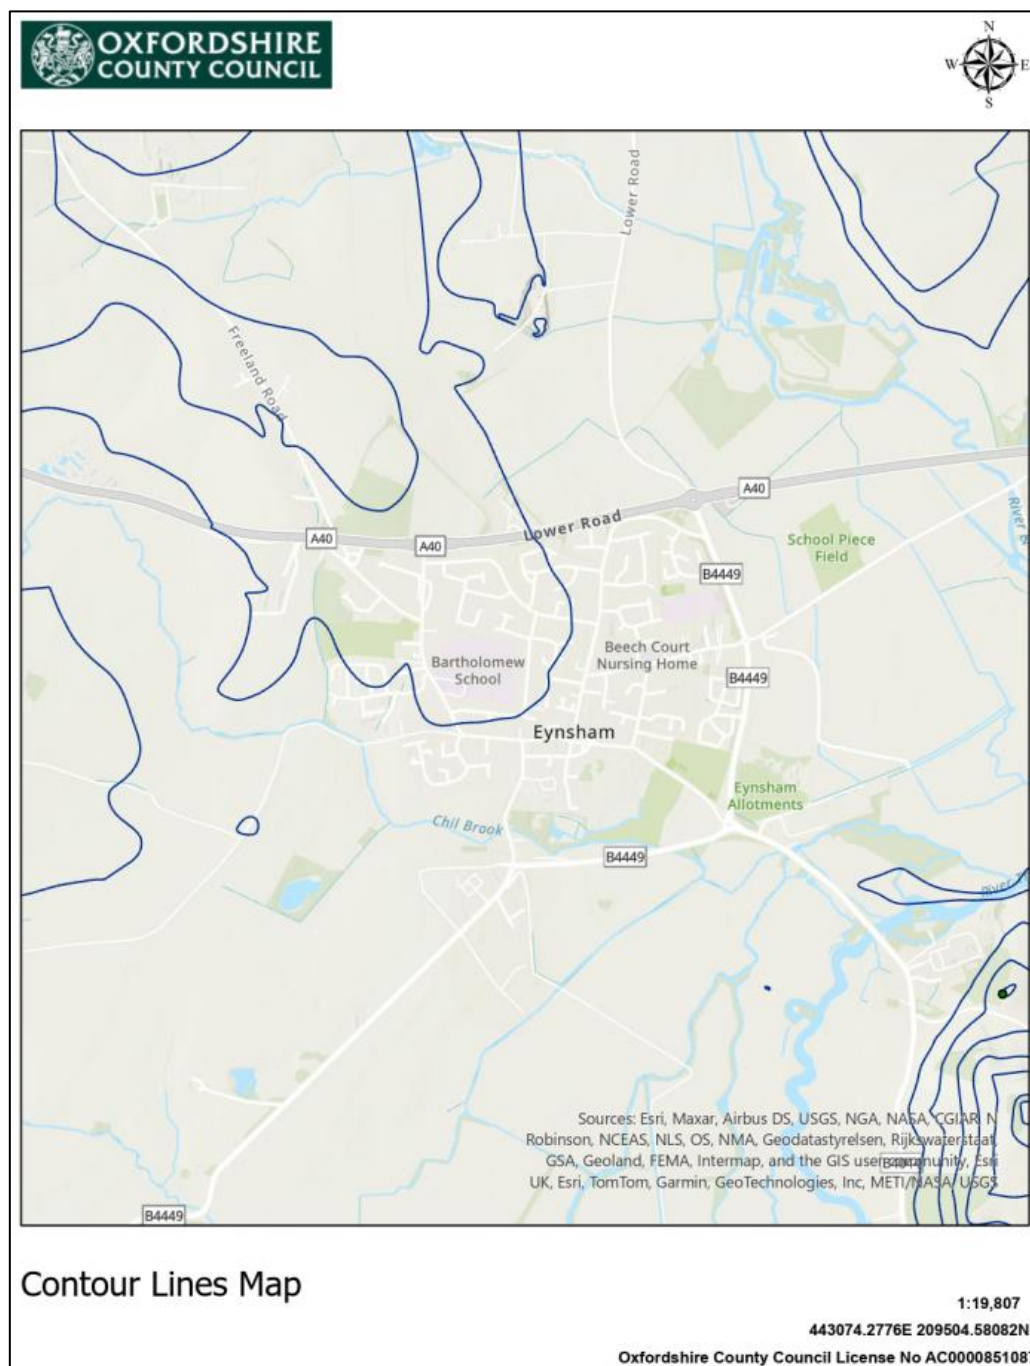 OXFORDSHIRE
COUNTY COUNCIL
N
W
E
S
Lower Road
Freeland Road
A40
Lower Road
School Piece
Field
A40
A40
River
B4449
Beech Court
Nursing Home
Bartholomew
School
B4449
Eynsham
Eynsham
Allotments
Chil Brook
B4449
River
Sources: Esri, Maxar, Airbus DS, USGS, NGA, NASA, CGIAR, N
Robinson, NCEAS, NLS, OS, NMA, Geodatastyrelsen, Rijkswaterstaat,
GSA, Geoland, FEMA, Intermap, and the GIS user community, Esri
UK, Esri, TomTom, Garmin, GeoTechnologies, Inc, METI/NASA, USGS
B4449
Contour Lines Map
1:19,807
443074.2776E 209504.58082N
Oxfordshire County Council License No AC0000851087